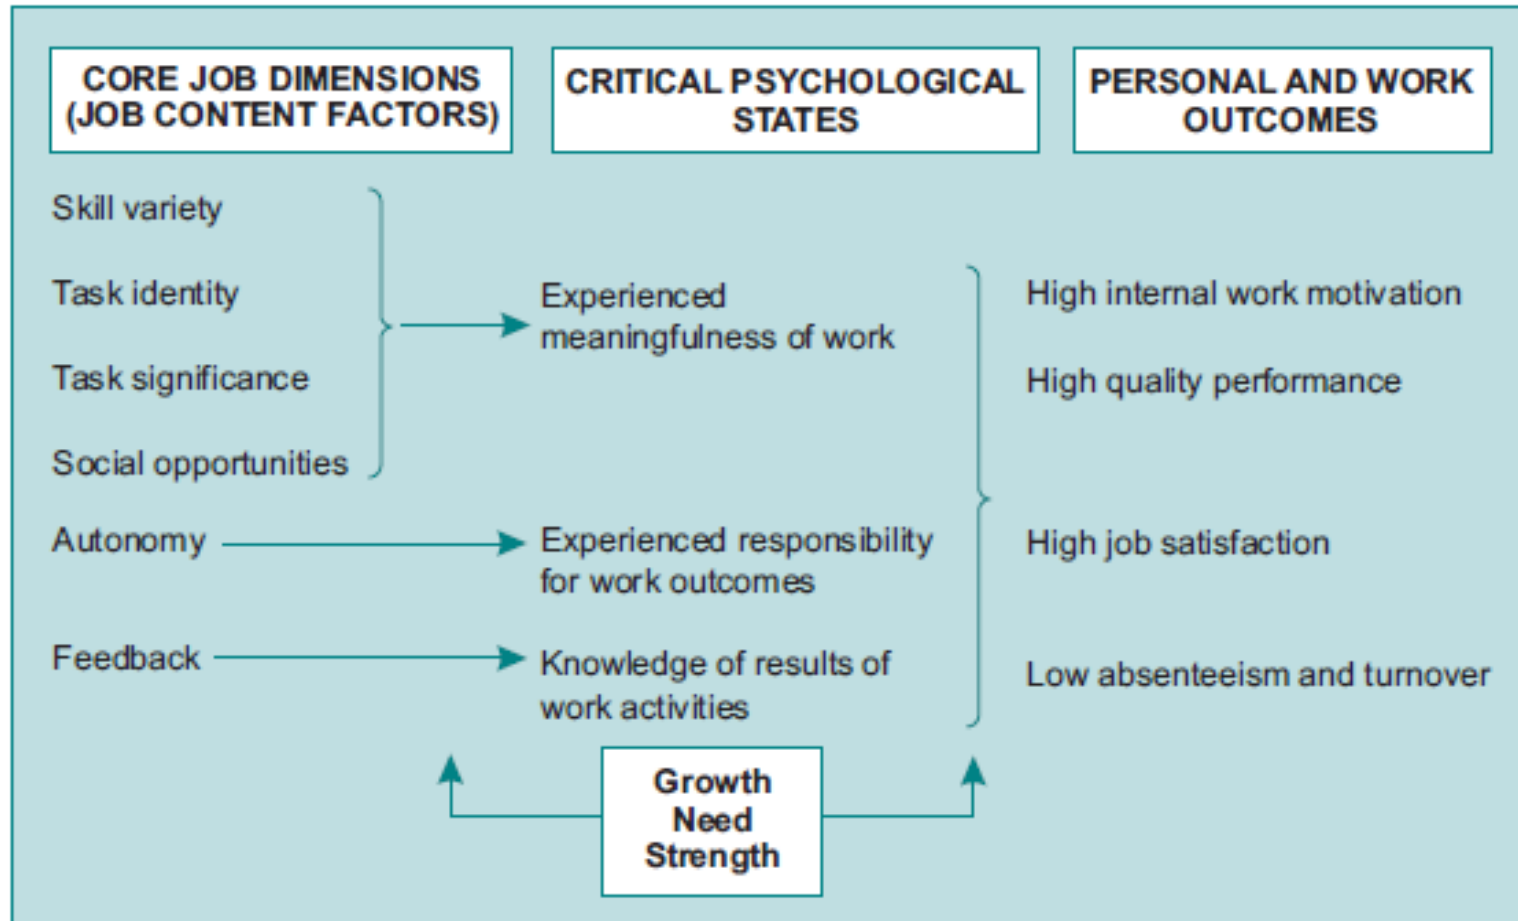 CORE JOB DIMENSIONS
(JOB CONTENT FACTORS)
CRITICAL PSYCHOLOGICAL
STATES
PERSONAL AND WORK
OUTCOMES
Skill variety
Task identity
Task significance
Social opportunities
Autonomy
Feedback
Experienced
meaningfulness of work
Experienced responsibility
for work outcomes
Knowledge of results of
work activities
High internal work motivation
High quality performance
High job satisfaction
Low absenteeism and turnover
Growth
Need
Strength